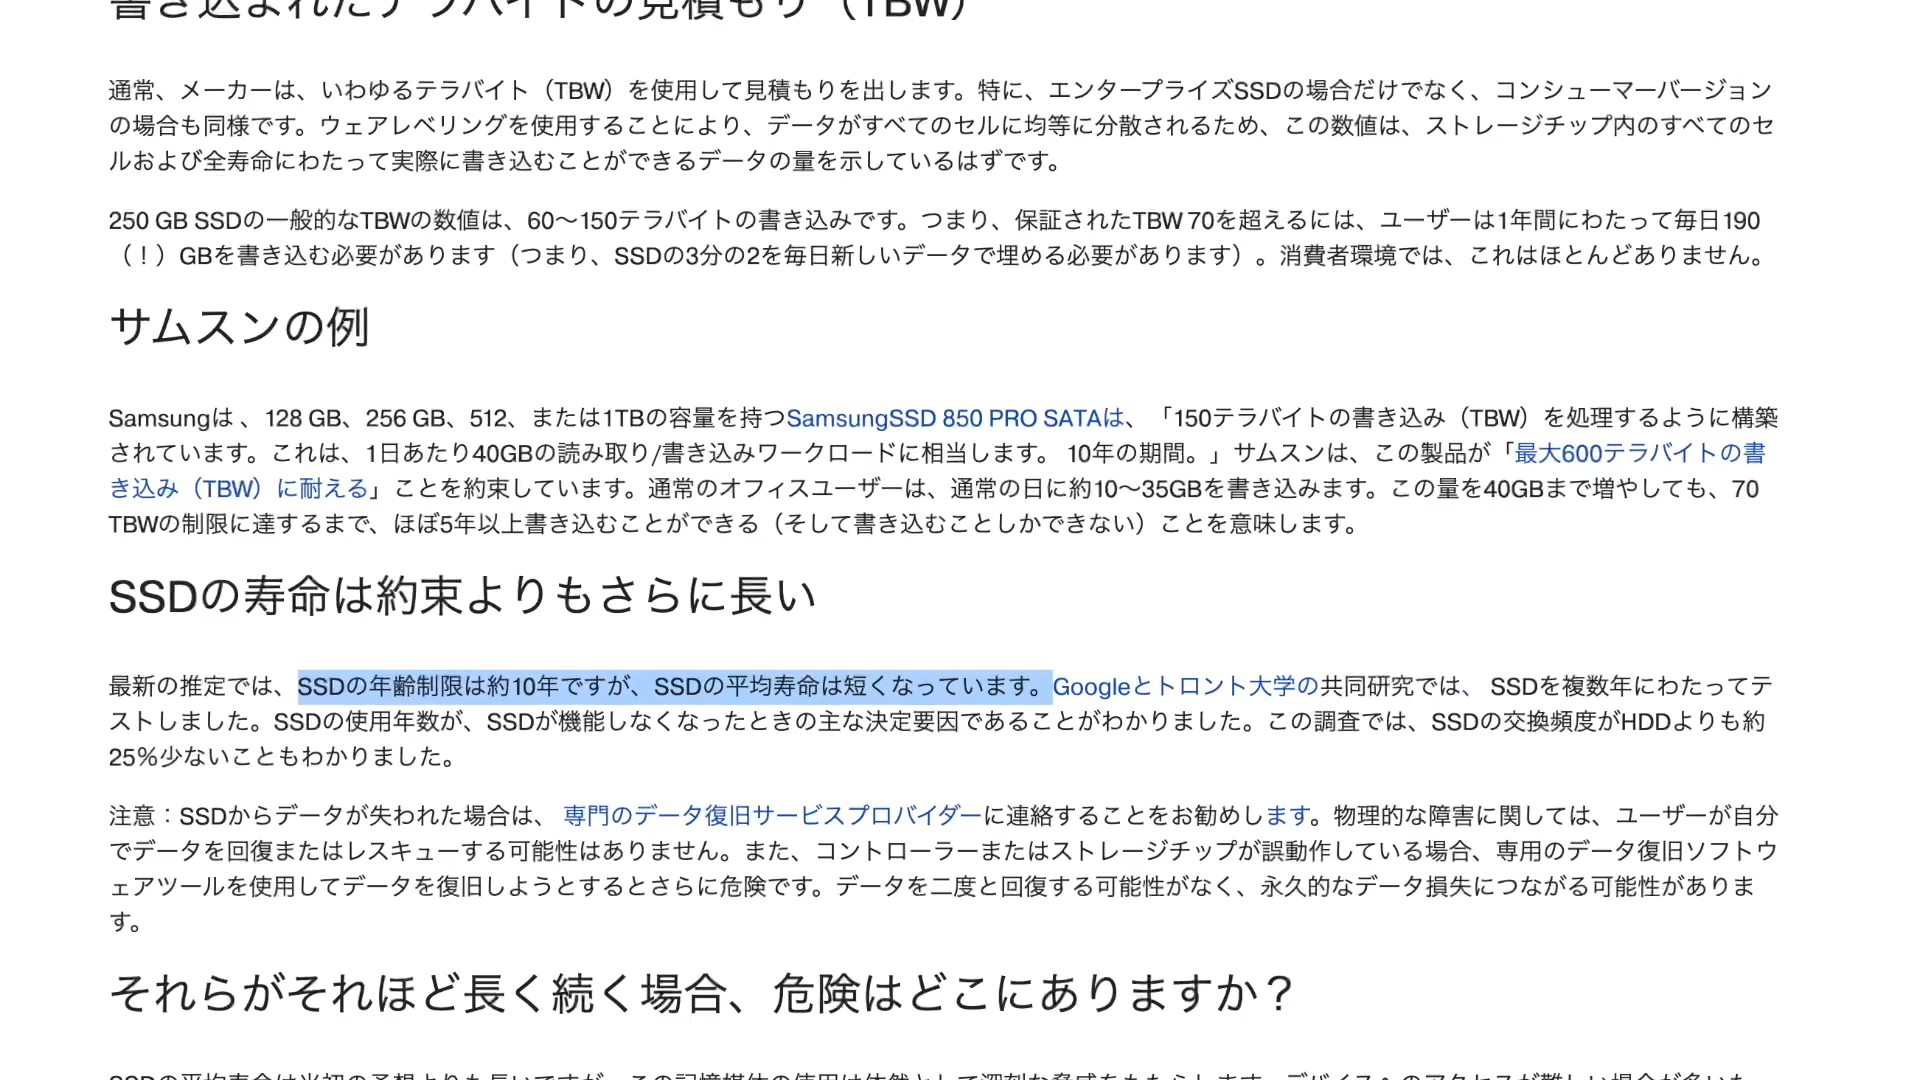 書き込まれたテラバイトの見積もり（TBW）
通常、メーカーは、いわゆるテラバイト（TBW）を使用して見積もりを出します。特に、エンタープライズSSDの場合だけでなく、コンシューマーバージョン
の場合も同様です。ウェアレベリングを使用することにより、データがすべてのセルに均等に分散されるため、この数値は、ストレージチップ内のすべてのセ
ルおよび全寿命にわたって実際に書き込むことができるデータの量を示しているはずです。
250 GB SSDの一般的なTBWの数値は、60〜150テラバイトの書き込みです。つまり、保証されたTBW 70を超えるには、ユーザーは1年間にわたって毎日190
（！）GBを書き込む必要があります（つまり、SSDの3分の2を毎日新しいデータで埋める必要があります）。消費者環境では、これはほとんどありません。
サムスンの例
Samsungは 、128 GB、256 GB、512、または1TBの容量を持つSamsungSSD 850 PRO SATAは、「150テラバイトの書き込み（TBW）を処理するように構築
されています。これは、1日あたり40GBの読み取り/書き込みワークロードに相当します。 10年の期間。」サムスンは、この製品が「最大600テラバイトの書
き込み（TBW）に耐える」ことを約束しています。通常のオフィスユーザーは、通常の日に約10〜35GBを書き込みます。この量を40GBまで増やしても、70
TBWの制限に達するまで、ほぼ5年以上書き込むことができる（そして書き込むことしかできない）ことを意味します。
SSDの寿命は約束よりもさらに長い
最新の推定では、SSDの年齢制限は約10年ですが、SSDの平均寿命は短くなっています。Googleとトロント大学の共同研究では、 SSDを複数年にわたってテ
ストしました。SSDの使用年数が、SSDが機能しなくなったときの主な決定要因であることがわかりました。この調査では、SSDの交換頻度がHDDよりも約
25％少ないこともわかりました。
注意：SSDからデータが失われた場合は、 専門のデータ復旧サービスプロバイダーに連絡することをお勧めします。物理的な障害に関しては、ユーザーが自分
でデータを回復またはレスキューする可能性はありません。また、コントローラーまたはストレージチップが誤動作している場合、専用のデータ復旧ソフトウ
ェアツールを使用してデータを復旧しようとするとさらに危険です。データを二度と回復する可能性がなく、永久的なデータ損失につながる可能性がありま
す。
それらがそれほど長く続く場合、危険はどこにありますか？